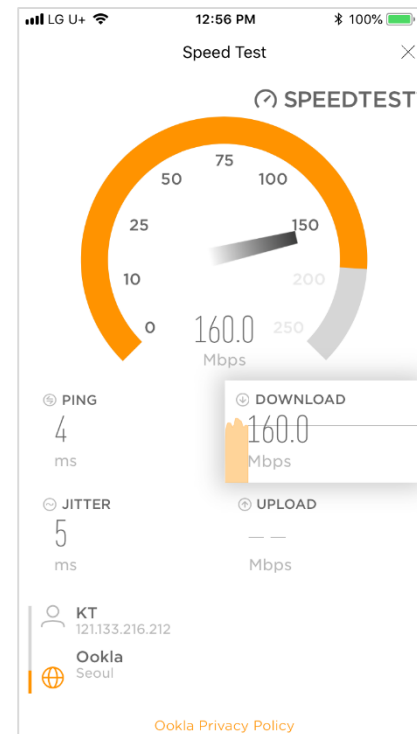 LG U+ 12:56 PM 100%
Speed Test
SPEEDTEST
75
50 100
25 150
10 200
0 250
160.0
Mbps
PING
4
ms
DOWNLOAD
160.0
Mbps
JITTER
5
ms
UPLOAD
— —
Mbps
KT
121.133.216.212
Ookla
Seoul
Ookla Privacy Policy